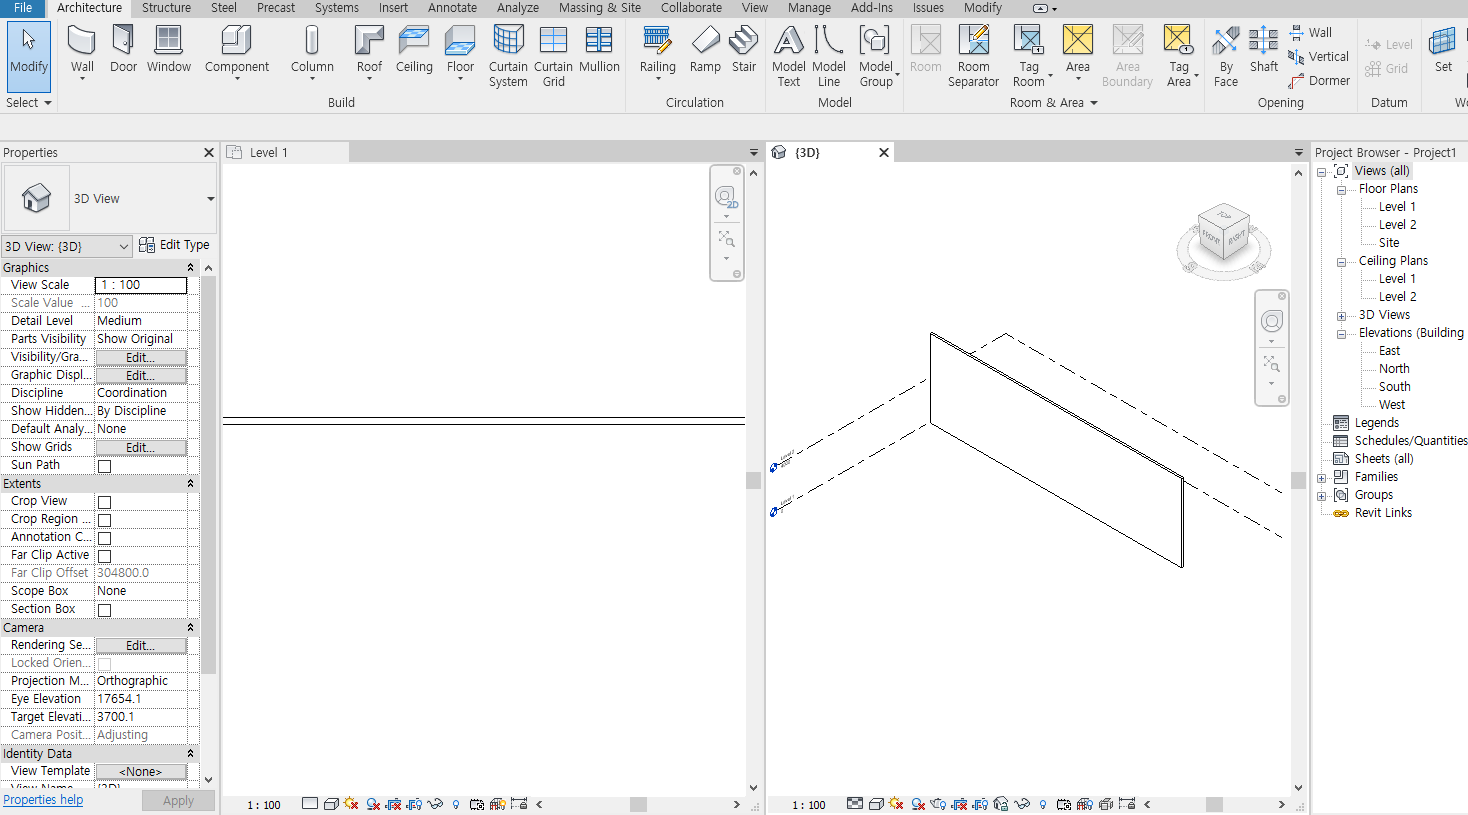 File Architecture Structure Steel Precast Systems Insert Annotate Analyze Massing & Site Collaborate View Manage Add-Ins Issues Modify
Modify Wall Door Window Component Column Roof Ceiling Floor Curtain System Curtain Grid Mullion Railing Ramp Stair Model Text Model Line Model Group Room Room Separator Tag Room Area Area Boundary Tag Area By Face Shaft Wall Vertical Dormer Level Grid Set
Select Build Circulation Model Room & Area Opening Datum
Properties
3D View
3D View: {3D} Edit Type
Graphics
View Scale 1 : 100
Scale Value ... 100
Detail Level Medium
Parts Visibility Show Original
Visibility/Gra... Edit...
Graphic Displ... Edit...
Discipline Coordination
Show Hidden... By Discipline
Default Analy... None
Show Grids Edit...
Sun Path
Extents
Crop View
Crop Region ...
Annotation C...
Far Clip Active
Far Clip Offset 304800.0
Scope Box None
Section Box
Camera
Rendering Se... Edit...
Locked Orien...
Projection M... Orthographic
Eye Elevation 17654.1
Target Elevati... 3700.1
Camera Posit... Adjusting
Identity Data
View Template <None>
Properties help Apply
Level 1
2D
1 : 100
{3D}
TOP
FRONT RIGHT
Level 2
Level 1
1 : 100
Project Browser - Project1
Views (all)
Floor Plans
Level 1
Level 2
Site
Ceiling Plans
Level 1
Level 2
3D Views
Elevations (Building
East
North
South
West
Legends
Schedules/Quantities
Sheets (all)
Families
Groups
Revit Links